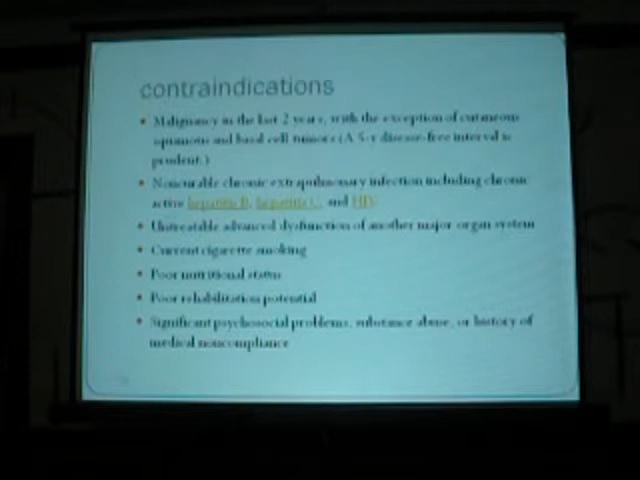 contraindications
• Malignancy in the last 2 years, with the exception of cutaneous
squamous and basal cell tumors (A 5-y disease-free interval is
prudent.)
• Noncurable chronic extrapulmonary infection including chronic
active hepatitis B, hepatitis C, and HIV
• Untreatable advanced dysfunction of another major organ system
• Current cigarette smoking
• Poor nutritional status
• Poor rehabilitation potential
• Significant psychosocial problems, substance abuse, or history of
medical noncompliance